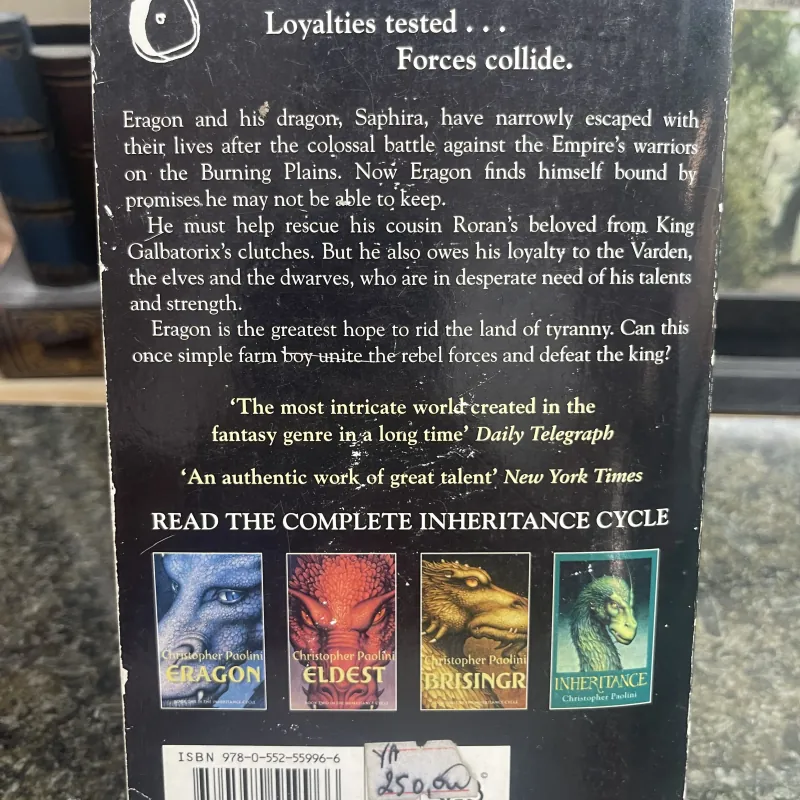 Loyalties tested . . .
Forces collide.
Eragon and his dragon, Saphira, have narrowly escaped with
their lives after the colossal battle against the Empire's warriors
on the Burning Plains. Now Eragon finds himself bound by
promises he may not be able to keep.
He must help rescue his cousin Roran's beloved from King
Galbatorix's clutches. But he also owes his loyalty to the Varden,
the elves and the dwarves, who are in desperate need of his talents
and strength.
Eragon is the greatest hope to rid the land of tyranny. Can this
once simple farm boy unite the rebel forces and defeat the king?
'The most intricate world created in the
fantasy genre in a long time' Daily Telegraph
'An authentic work of great talent' New York Times
READ THE COMPLETE INHERITANCE CYCLE
Christopher Paolini
ERAGON
Christopher Paolini
ELDEST
Christopher Paolini
BRISINGR
INHERITANCE
Christopher Paolini
ISBN 978-0-552-55996-6
YA